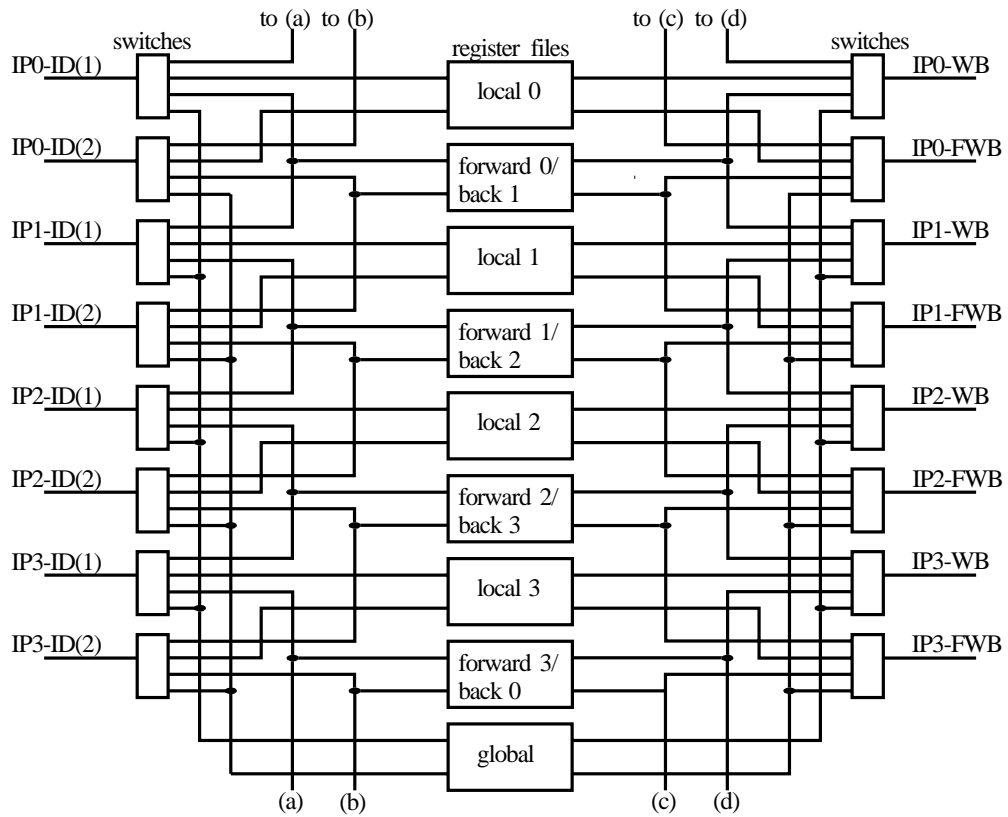 to (a) to (b) to (c) to (d)
switches register files switches
IP0-ID(1) local 0 IP0-WB
IP0-ID(2) forward 0/ IP0-FWB
back 1
IP1-ID(1) local 1 IP1-WB
IP1-ID(2) forward 1/ IP1-FWB
back 2
IP2-ID(1) local 2 IP2-WB
IP2-ID(2) forward 2/ IP2-FWB
back 3
IP3-ID(1) local 3 IP3-WB
IP3-ID(2) forward 3/ IP3-FWB
back 0
global
(a) (b) (c) (d)